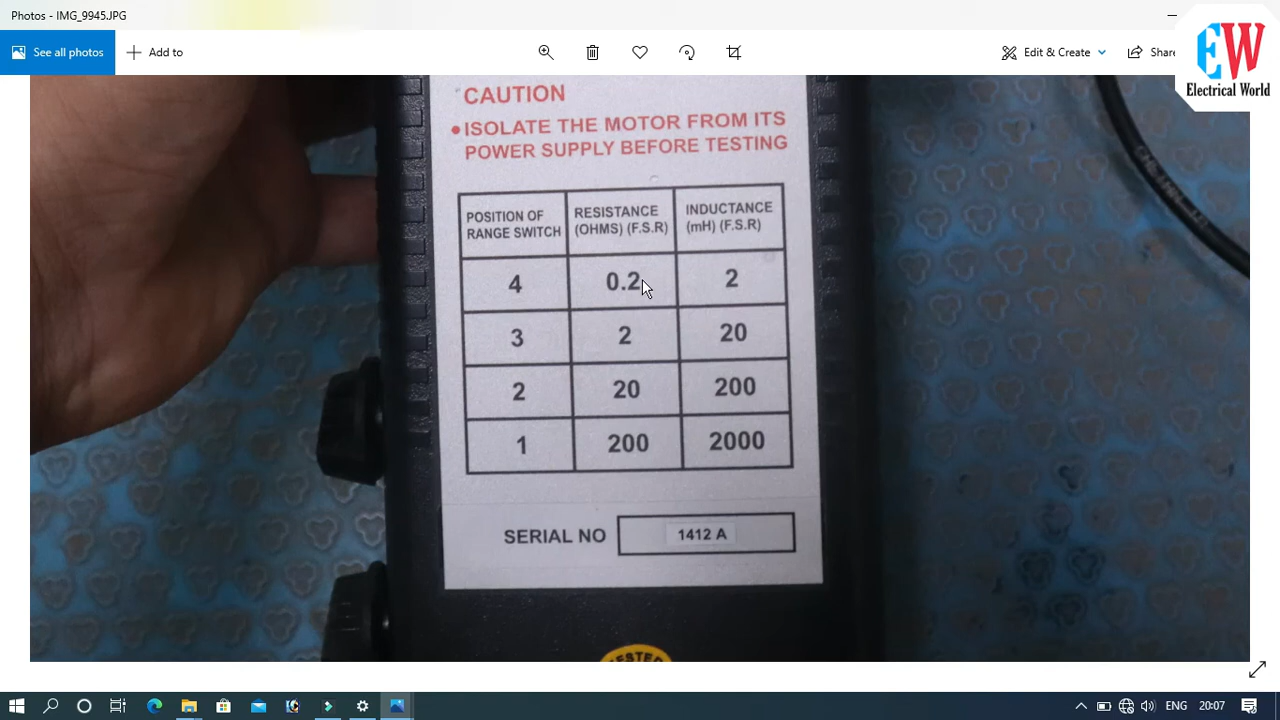 Photos - IMG_9945.JPG
See all photos
Add to
Edit & Create
Share
EW
Electrical World
CAUTION
• ISOLATE THE MOTOR FROM ITS
POWER SUPPLY BEFORE TESTING
POSITION OF RANGE SWITCH RESISTANCE (OHMS) (F.S.R) INDUCTANCE (mH) (F.S.R)
4 0.2 2
3 2 20
2 20 200
1 200 2000
SERIAL NO 1412 A
ENG 20:07